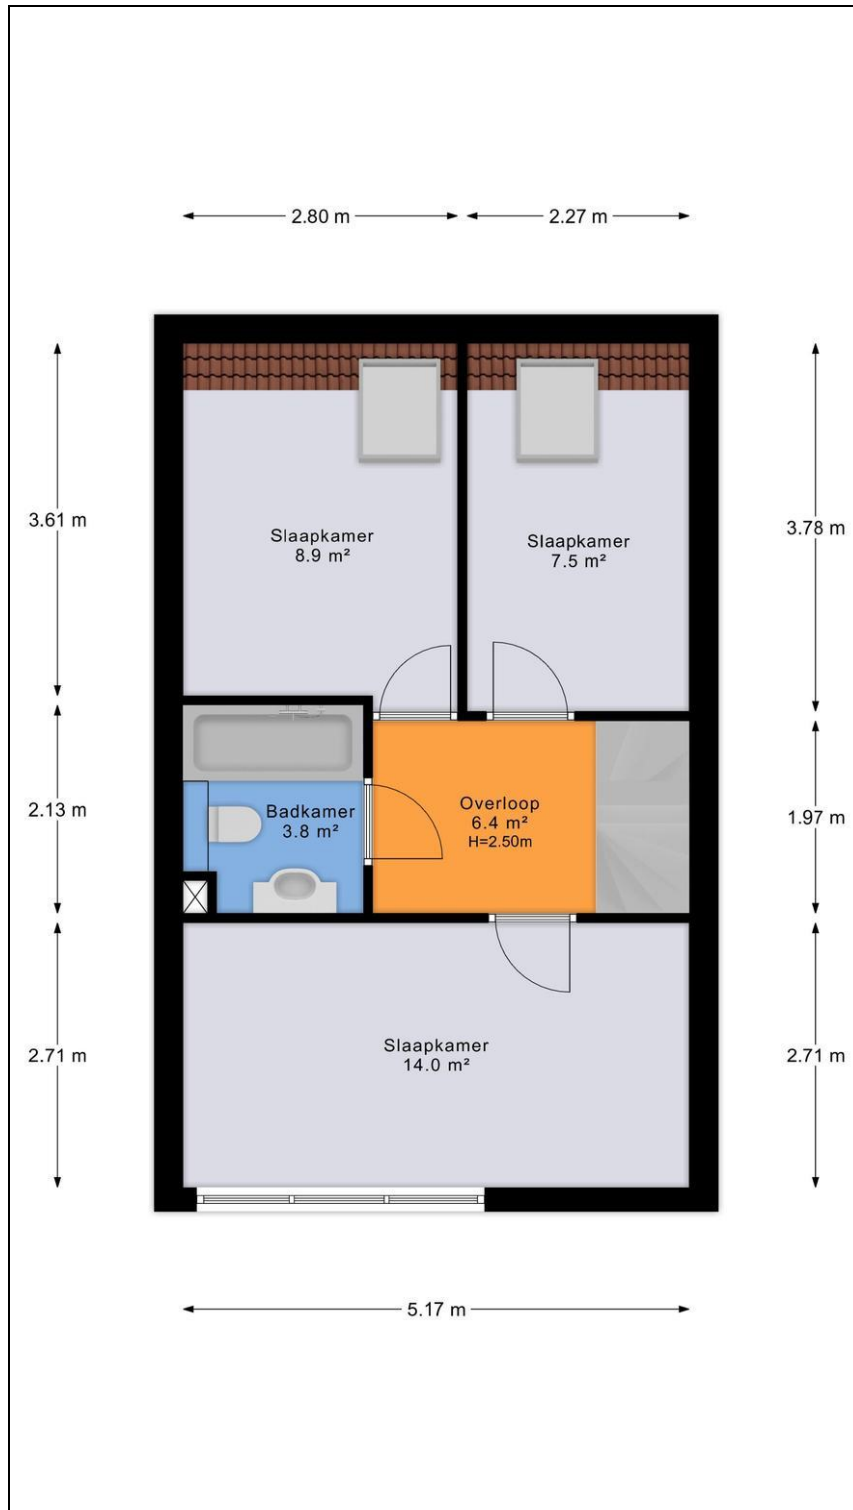 2.80 m
2.27 m
3.61 m
3.78 m
Slaapkamer
8.9 m²
Slaapkamer
7.5 m²
2.13 m
Badkamer
3.8 m²
Overloop
6.4 m²
H=2.50m
1.97 m
2.71 m
Slaapkamer
14.0 m²
2.71 m
5.17 m